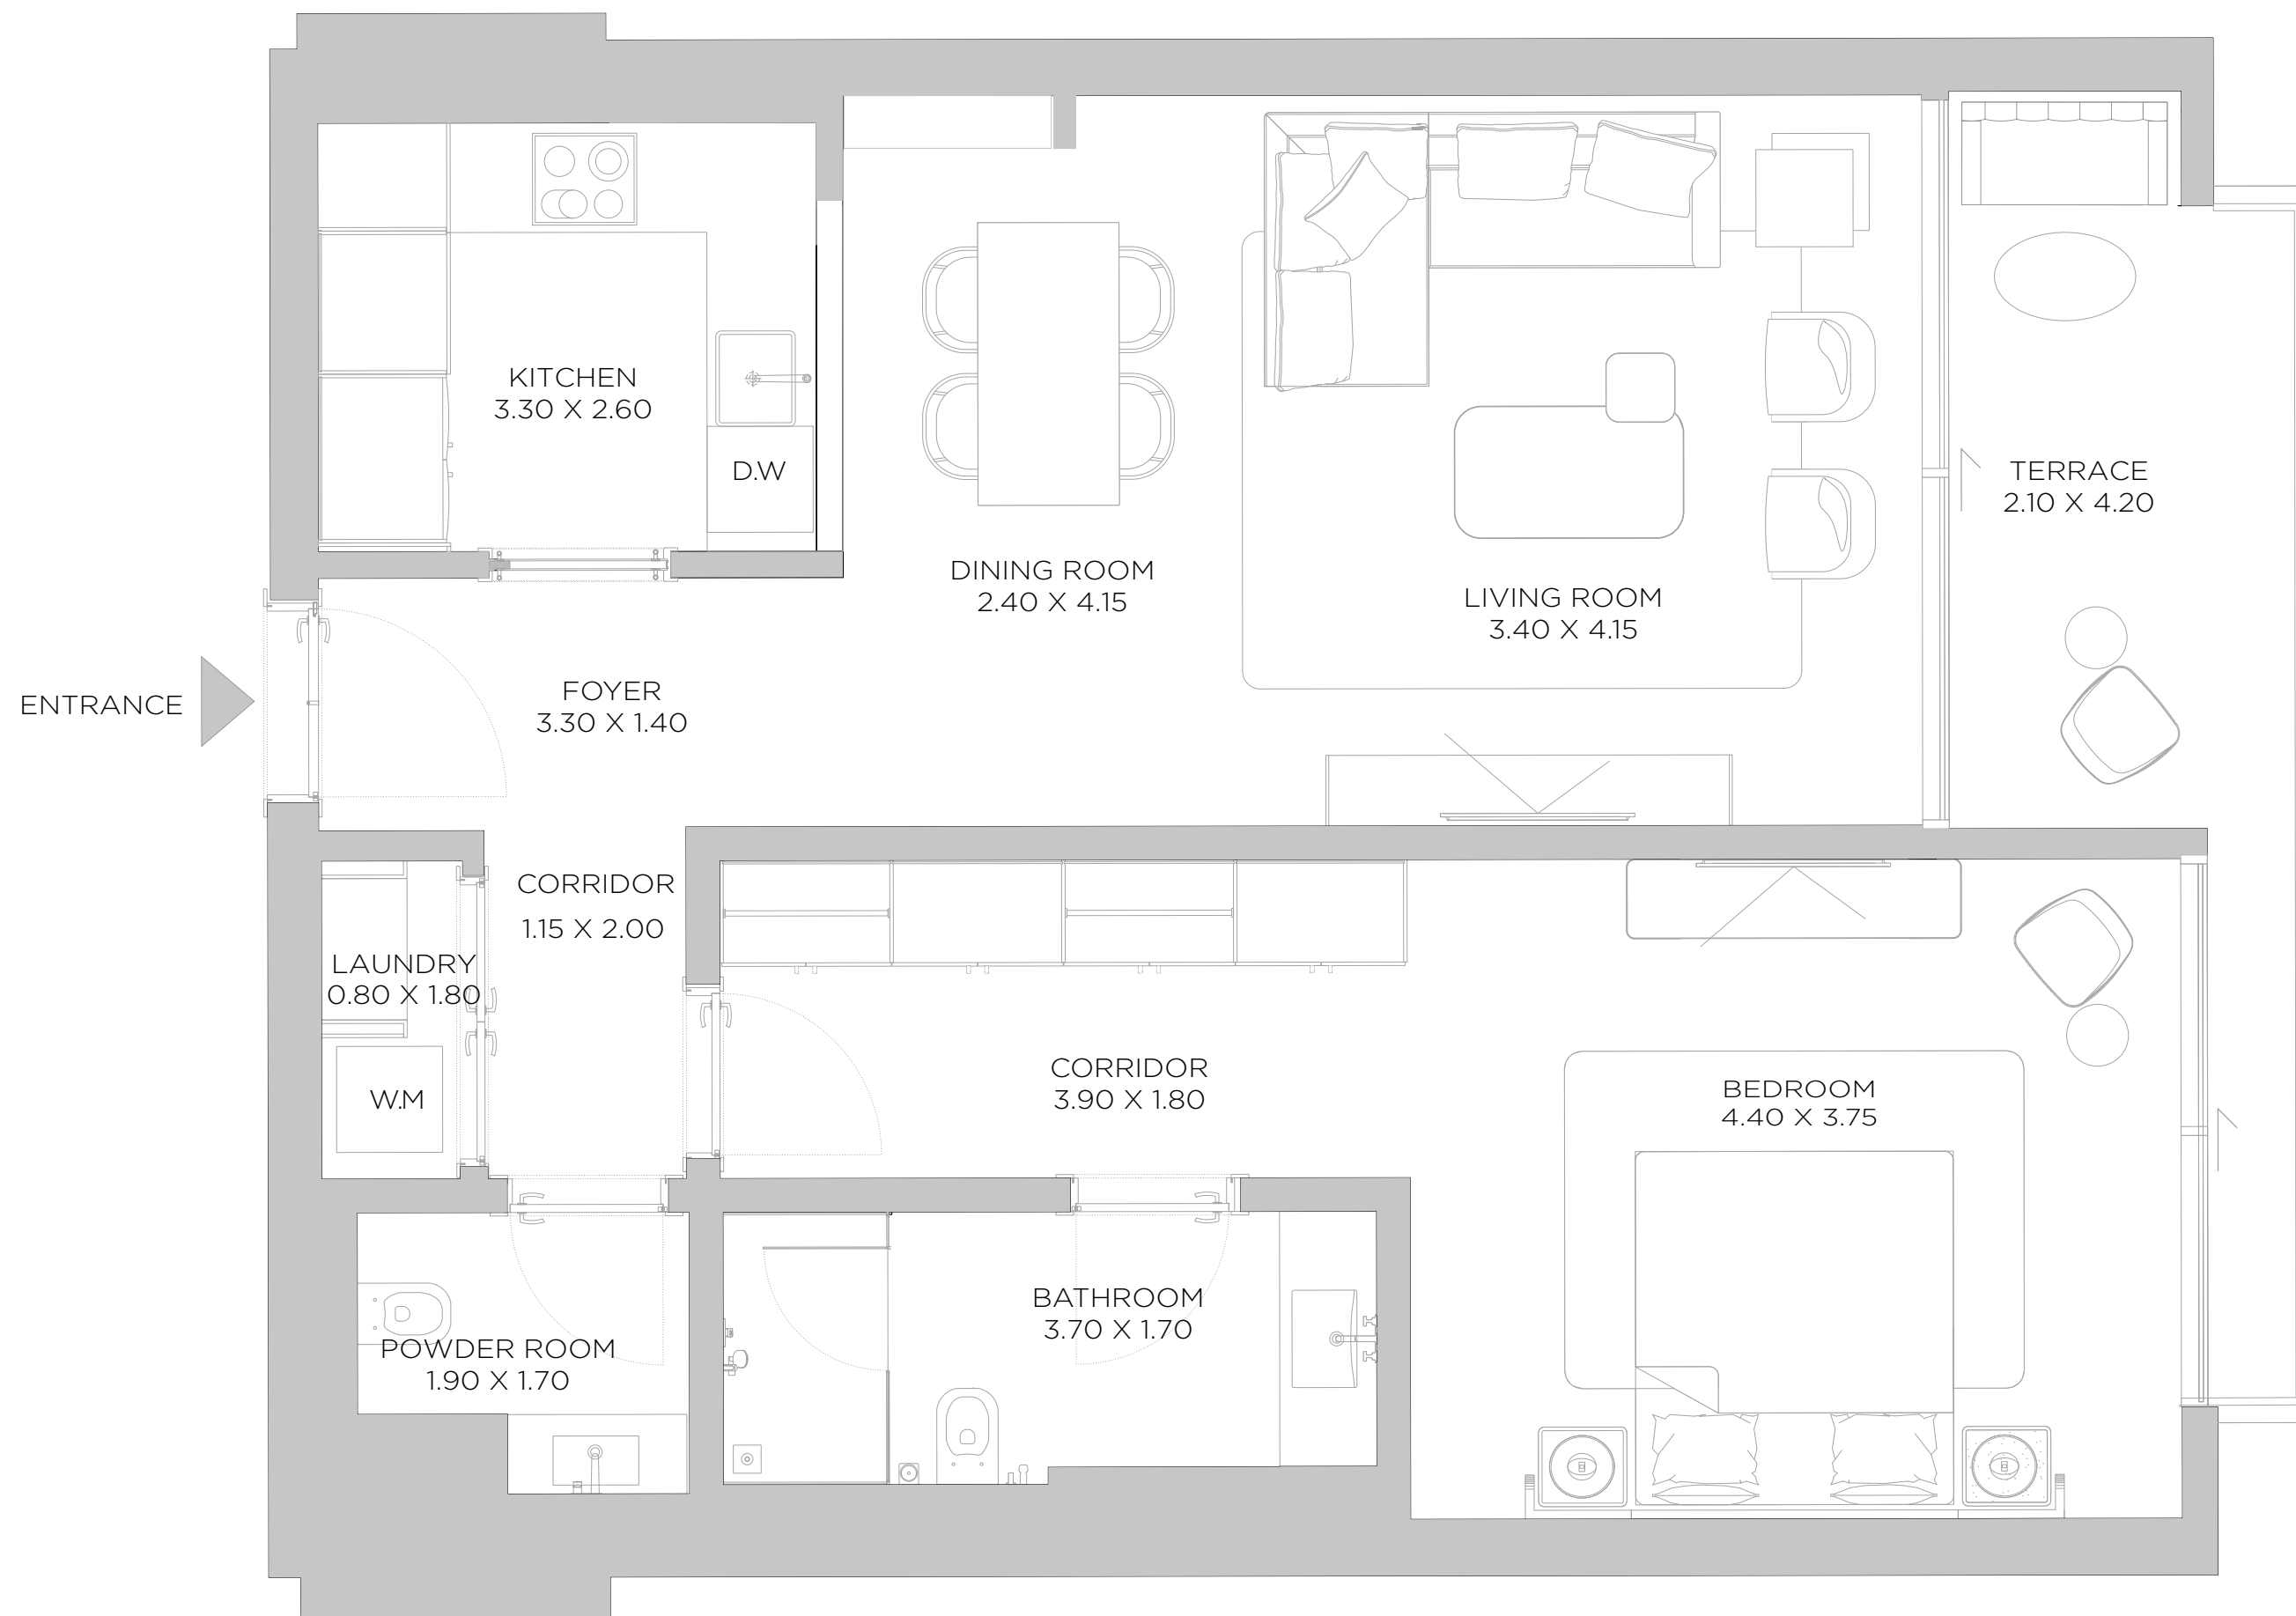 KITCHEN
3.30 X 2.60
D.W
TERRACE
2.10 X 4.20
DINING ROOM
2.40 X 4.15
LIVING ROOM
3.40 X 4.15
ENTRANCE
FOYER
3.30 X 1.40
CORRIDOR
1.15 X 2.00
LAUNDRY
0.80 X 1.80
W.M
CORRIDOR
3.90 X 1.80
BEDROOM
4.40 X 3.75
BATHROOM
3.70 X 1.70
POWDER ROOM
1.90 X 1.70